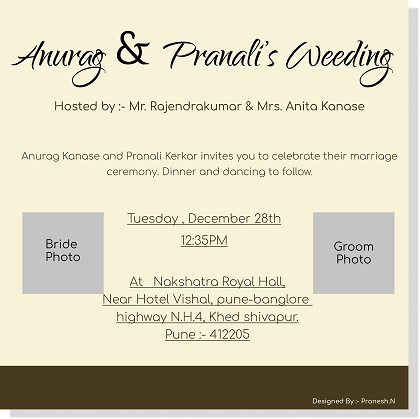 Anurag & Pranali's Weeding
Hosted by :- Mr. Rajendrakumar & Mrs. Anita Kanase
Anurag Kanase and Pranali Kerkar invites you to celebrate their marriage
ceremony. Dinner and dancing to follow.
Bride
Photo
Tuesday , December 28th
12:35PM
At Nakshatra Royal Hall,
Near Hotel Vishal, pune-banglore
highway N.H.4, Khed shivapur.
Pune :- 412205
Groom
Photo
Designed By :- Pranesh.N